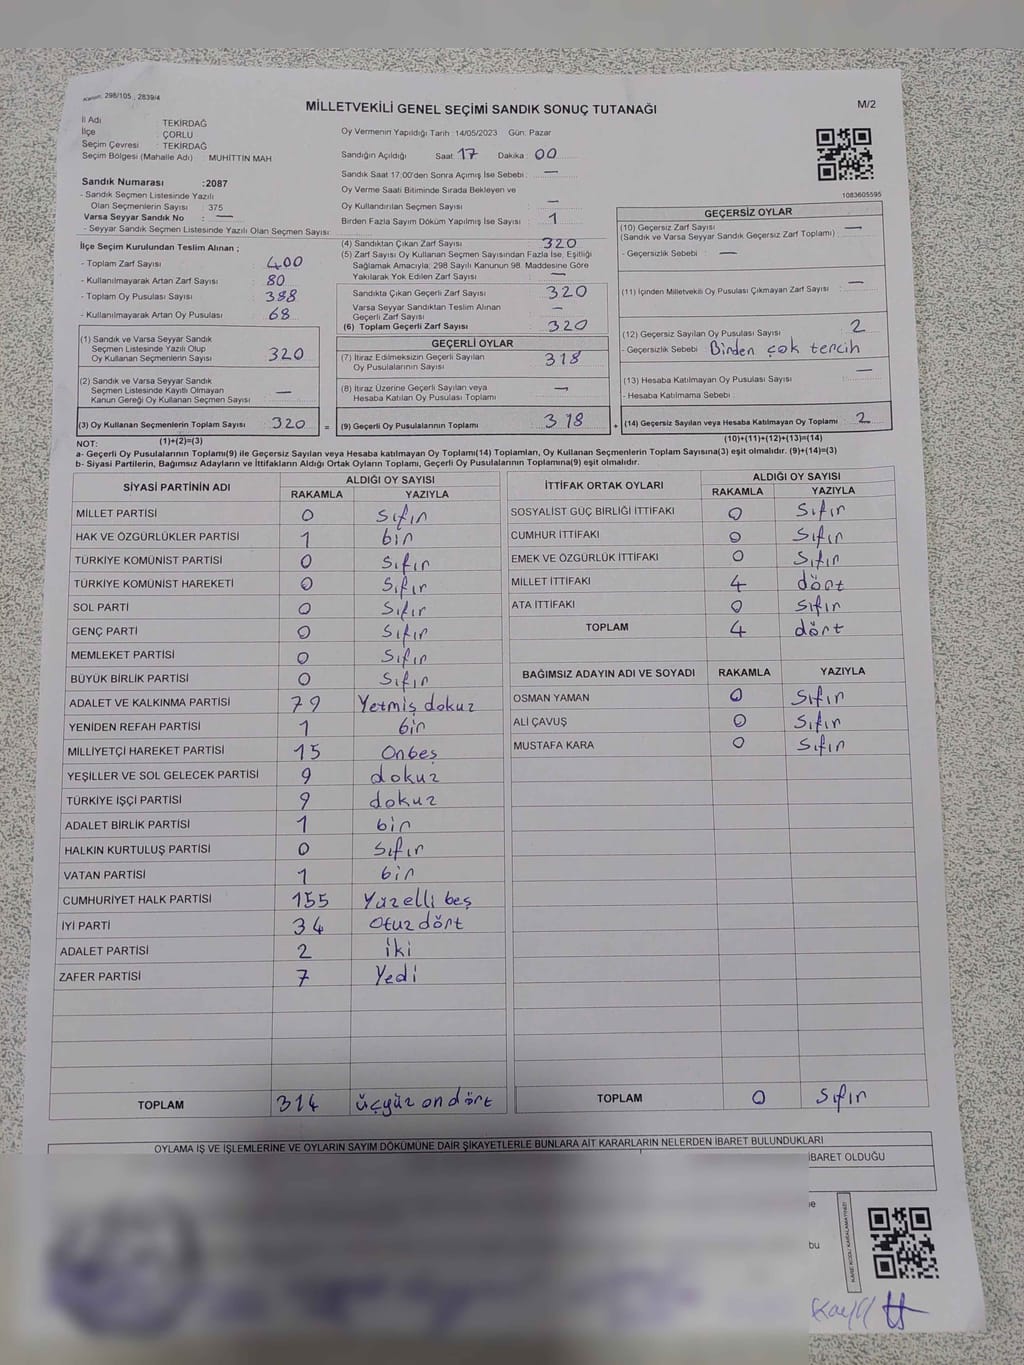 Kanun: 298/105, 2839/4
MİLLETVEKİLİ GENEL SEÇİMİ SANDIK SONUÇ TUTANAĞI
M/2
İl Adı : TEKİRDAĞ
İlçe : ÇORLU
Seçim Çevresi : TEKİRDAĞ
Seçim Bölgesi (Mahalle Adı) MUHITTIN MAH
Sandık Numarası :2087
- Sandık Seçmen Listesinde Yazılı
Olan Seçmenlerin Sayısı : 375
Varsa Seyyar Sandık No : —
- Seyyar Sandık Seçmen Listesinde Yazılı Olan Seçmen Sayısı:
Oy Vermenin Yapıldığı Tarih :14/05/2023 Gün: Pazar
Sandığın Açıldığı Saat: 17 Dakika : 00
Sandık Saat 17:00'den Sonra Açımış İse Sebebi : —
Oy Verme Saati Bitiminde Sırada Bekleyen ve
Oy Kullandırılan Seçmen Sayısı : —
Birden Fazla Sayım Döküm Yapılmış İse Sayısı : 1
1083605595
İlçe Seçim Kurulundan Teslim Alınan ;
- Toplam Zarf Sayısı : 400
- Kullanılmayarak Artan Zarf Sayısı : 80
- Toplam Oy Pusulası Sayısı : 388
- Kullanılmayarak Artan Oy Pusulası : 68
(1) Sandık ve Varsa Seyyar Sandık
Seçmen Listesinde Yazılı Olup
Oy Kullanan Seçmenlerin Sayısı : 320
(2) Sandık ve Varsa Seyyar Sandık
Seçmen Listesinde Kayıtlı Olmayan
Kanun Gereği Oy Kullanan Seçmen Sayısı : —
(3) Oy Kullanan Seçmenlerin Toplam Sayısı : 320 =
(4) Sandıktan Çıkan Zarf Sayısı : 320
(5) Zarf Sayısı Oy Kullanan Seçmen Sayısından Fazla İse, Eşitliği
Sağlamak Amacıyla; 298 Sayılı Kanunun 98. Maddesine Göre
Yakılarak Yok Edilen Zarf Sayısı : —
Sandıkta Çıkan Geçerli Zarf Sayısı : 320
Varsa Seyyar Sandıktan Teslim Alınan
Geçerli Zarf Sayısı : —
(6) Toplam Geçerli Zarf Sayısı : 320
GEÇERLİ OYLAR
(7) İtiraz Edilmeksizin Geçerli Sayılan
Oy Pusulalarının Sayısı : 318
(8) İtiraz Üzerine Geçerli Sayılan veya
Hesaba Katılan Oy Pusulası Toplamı : —
(9) Geçerli Oy Pusulalarının Toplamı : 318 +
GEÇERSİZ OYLAR
(10) Geçersiz Zarf Sayısı
(Sandık ve Varsa Seyyar Sandık Geçersiz Zarf Toplamı) : —
- Geçersizlik Sebebi : —
(11) İçinden Milletvekili Oy Pusulası Çıkmayan Zarf Sayısı : —
(12) Geçersiz Sayılan Oy Pusulası Sayısı : 2
- Geçersizlik Sebebi : Binden çok tercih
(13) Hesaba Katılmayan Oy Pusulası Sayısı : —
- Hesaba Katılmama Sebebi :
(14) Geçersiz Sayılan veya Hesaba Katılmayan Oy Toplamı : 2
NOT: (1)+(2)=(3)
(10)+(11)+(12)+(13)=(14)
a- Geçerli Oy Pusulalarının Toplamı(9) ile Geçersiz Sayılan veya Hesaba Katılmayan Oy Toplamı(14) Toplamları, Oy Kullanan Seçmenlerin Toplam Sayısına(3) eşit olmalıdır. (9)+(14)=(3)
b- Siyasi Partilerin, Bağımsız Adayların ve İttifakların Aldığı Ortak Oyların Toplamı, Geçerli Oy Pusulalarının Toplamına(9) eşit olmalıdır.
SİYASİ PARTİNİN ADI ALDIĞI OY SAYISI
RAKAMLA YAZIYLA
MİLLET PARTİSİ 0 sıfır
HAK VE ÖZGÜRLÜKLER PARTİSİ 1 bir
TÜRKİYE KOMÜNİST PARTİSİ 0 sıfır
TÜRKİYE KOMÜNİST HAREKETİ 0 sıfır
SOL PARTİ 0 sıfır
GENÇ PARTİ 0 sıfır
MEMLEKET PARTİSİ 0 sıfır
BÜYÜK BİRLİK PARTİSİ 0 sıfır
ADALET VE KALKINMA PARTİSİ 79 Yetmiş dokuz
YENİDEN REFAH PARTİSİ 1 bir
MİLLİYETÇİ HAREKET PARTİSİ 15 Onbeş
YEŞİLLER VE SOL GELECEK PARTİSİ 9 dokuz
TÜRKİYE İŞÇİ PARTİSİ 9 dokuz
ADALET BİRLİK PARTİSİ 1 bir
HALKIN KURTULUŞ PARTİSİ 0 sıfır
VATAN PARTİSİ 1 bir
CUMHURİYET HALK PARTİSİ 155 Yüzelli beş
İYİ PARTİ 34 Otuz dört
ADALET PARTİSİ 2 iki
ZAFER PARTİSİ 7 Yedi
TOPLAM 314 üçyüz on dört
İTTİFAK ORTAK OYLARI ALDIĞI OY SAYISI
RAKAMLA YAZIYLA
SOSYALİST GÜÇ BİRLİĞİ İTTİFAKI 0 sıfır
CUMHUR İTTİFAKI 0 sıfır
EMEK VE ÖZGÜRLÜK İTTİFAKI 0 sıfır
MİLLET İTTİFAKI 4 dört
ATA İTTİFAKI 0 sıfır
TOPLAM 4 dört
BAĞIMSIZ ADAYIN ADI VE SOYADI RAKAMLA YAZIYLA
OSMAN YAMAN 0 sıfır
ALİ ÇAVUŞ 0 sıfır
MUSTAFA KARA 0 sıfır
TOPLAM 0 sıfır
OYLAMA İŞ VE İŞLEMLERİNE VE OYLARIN SAYIM DÖKÜMÜNE DAİR ŞİKAYETLERLE BUNLARA AİT KARARLARIN NELERDEN İBARET BULUNDUKLARI
İBARET OLDUĞU
KAREKODU KARALAMAYINIZ!